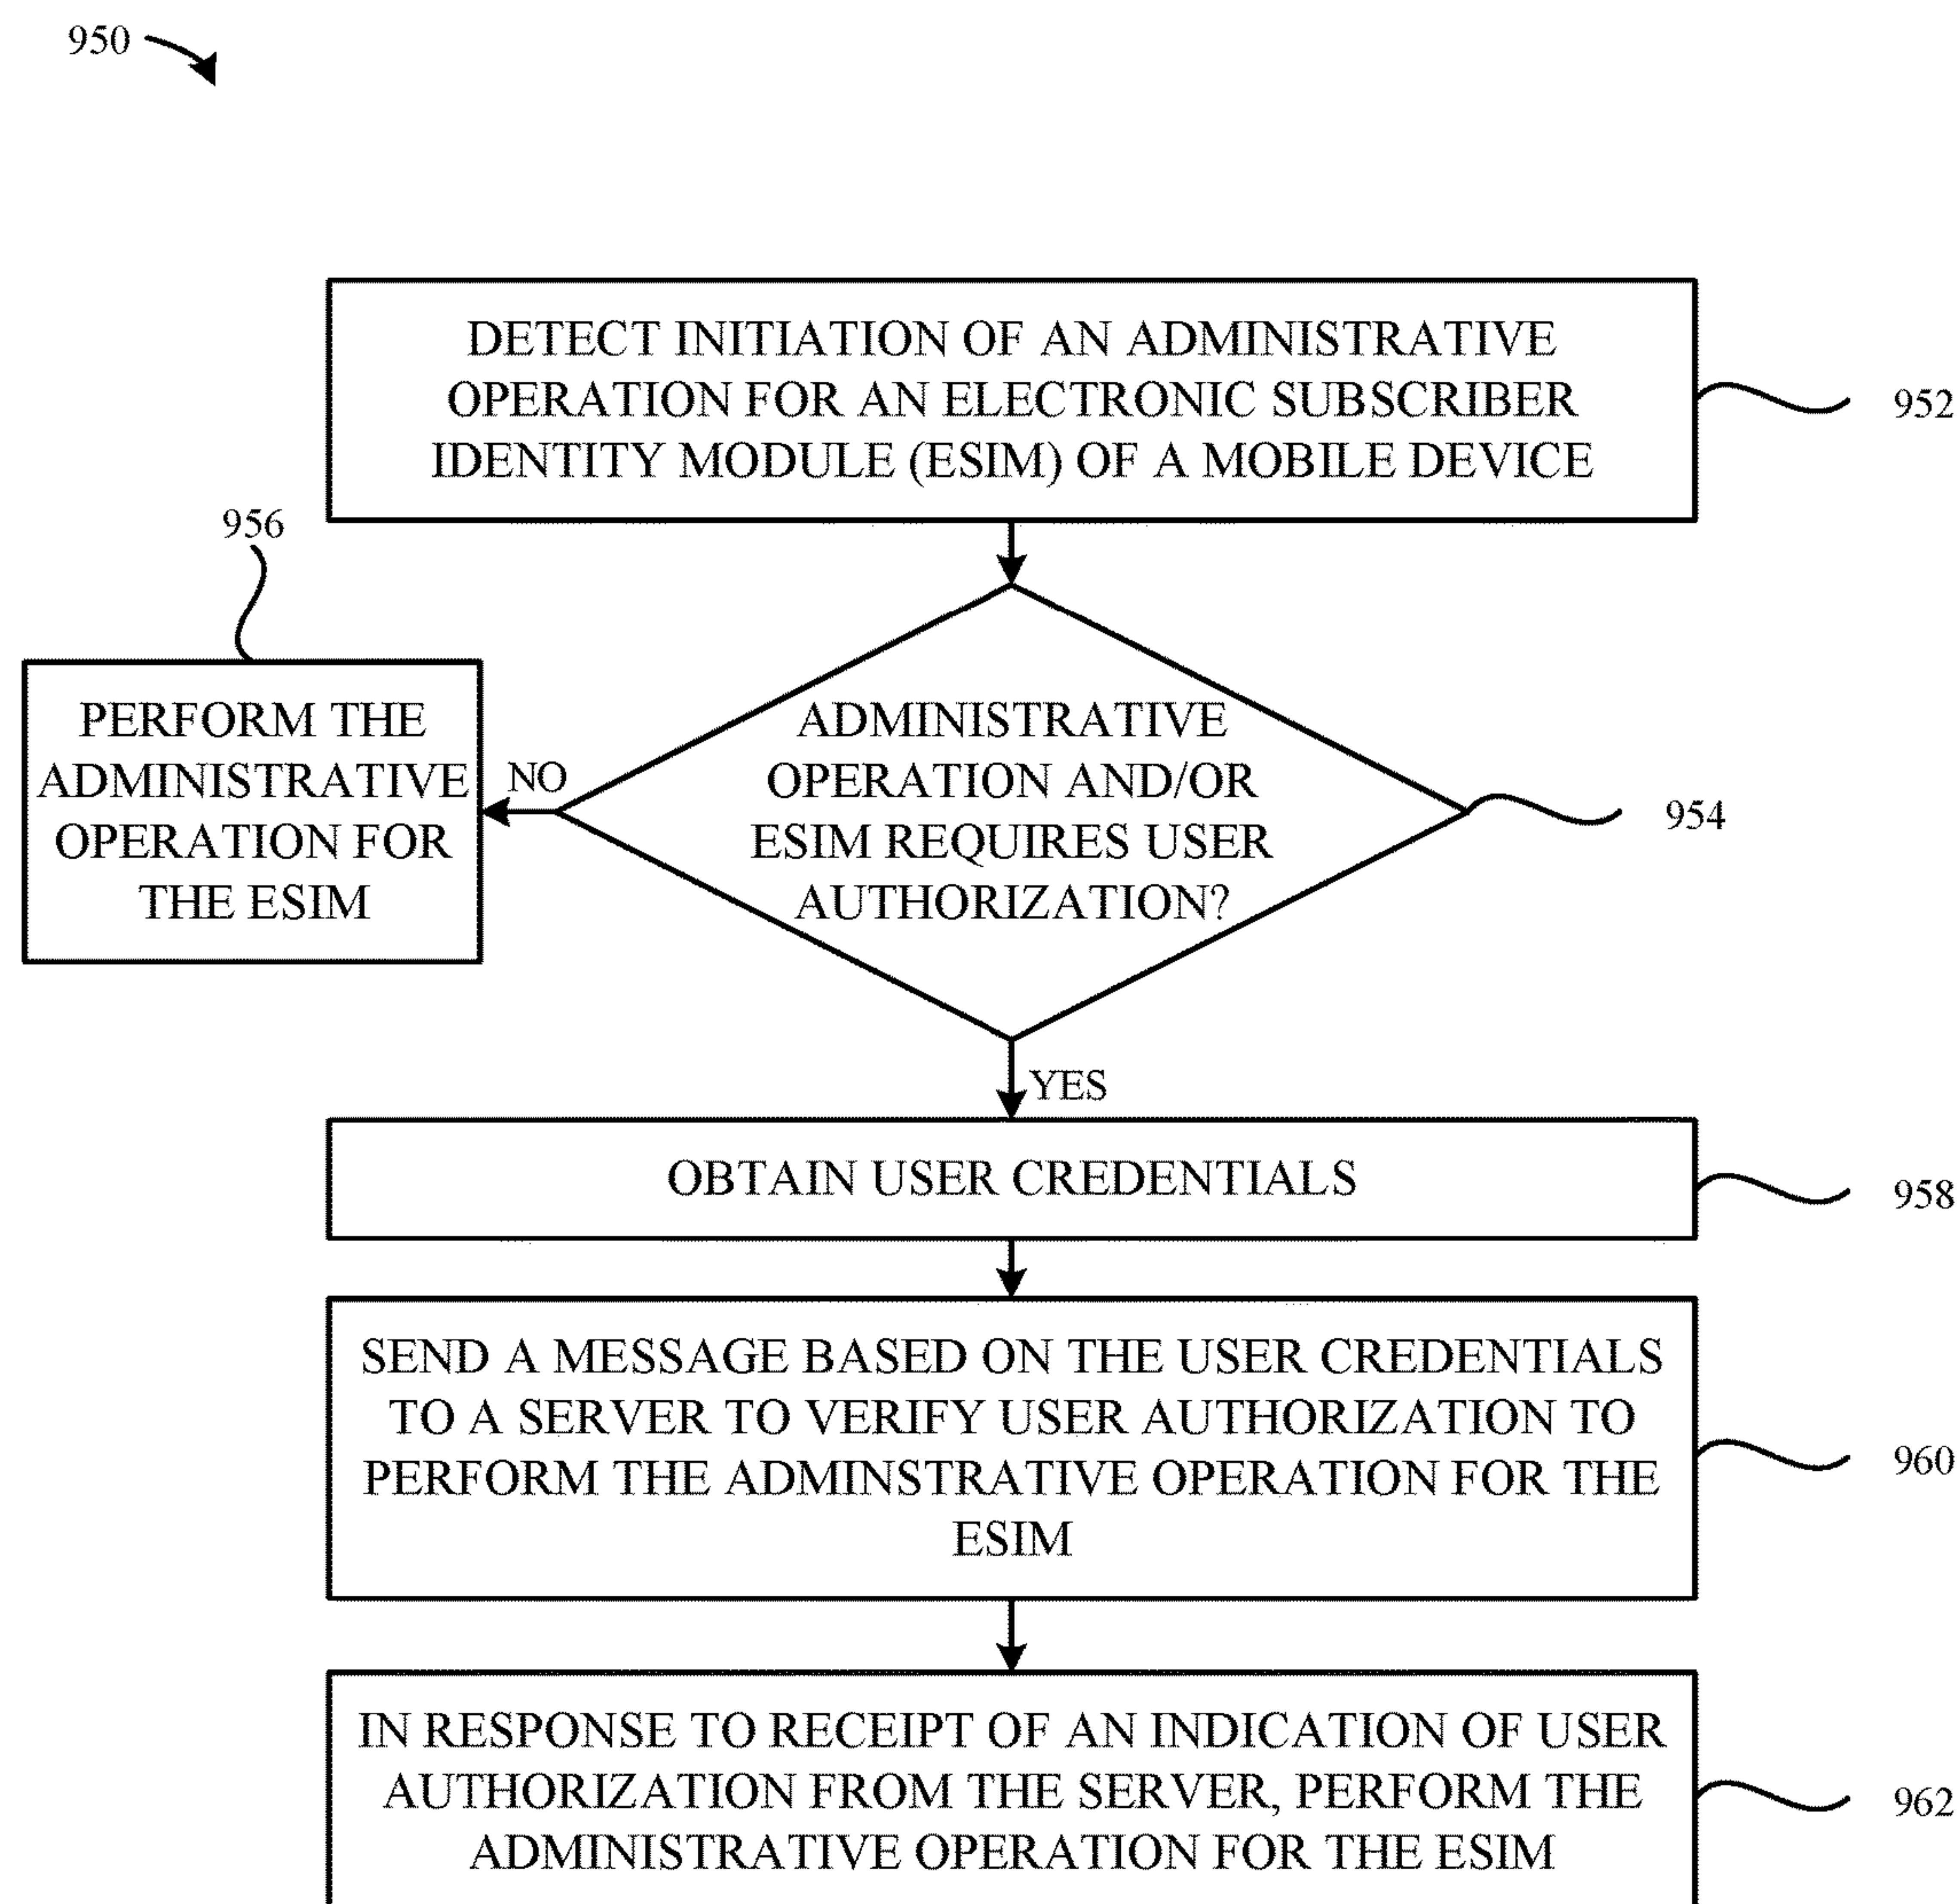 950
DETECT INITIATION OF AN ADMINISTRATIVE
OPERATION FOR AN ELECTRONIC SUBSCRIBER
IDENTITY MODULE (ESIM) OF A MOBILE DEVICE
952
956
PERFORM THE
ADMINISTRATIVE
OPERATION FOR
THE ESIM
NO
ADMINISTRATIVE
OPERATION AND/OR
ESIM REQUIRES USER
AUTHORIZATION?
954
YES
OBTAIN USER CREDENTIALS
958
SEND A MESSAGE BASED ON THE USER CREDENTIALS
TO A SERVER TO VERIFY USER AUTHORIZATION TO
PERFORM THE ADMINSTRATIVE OPERATION FOR THE
ESIM
960
IN RESPONSE TO RECEIPT OF AN INDICATION OF USER
AUTHORIZATION FROM THE SERVER, PERFORM THE
ADMINISTRATIVE OPERATION FOR THE ESIM
962